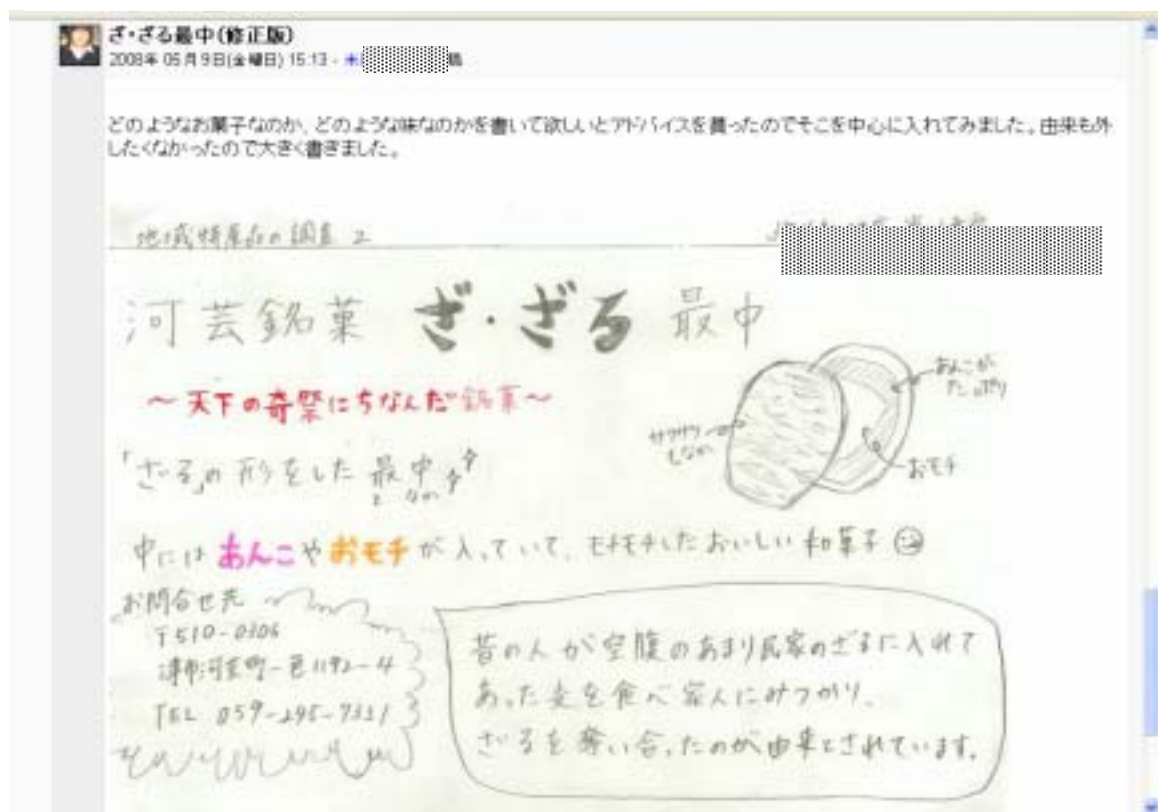 ざ・ざる最中(修正版)
2008年 05月 9日(金曜日) 15:13 -
稿
どのようなお菓子なのか、どのような味なのかを書いて欲しいとアドバイスを貰ったのでそこを中心に入れてみました。由来も外
したくなかったので大きく書きました。
地域特産品の調査 2
河芸銘菓 ざ・ざる 最中
～天下の奇祭にちなんだ銘菓～
あんこが
たっぷり
サクサク
もなか
おモチ
「ざる」の形をした最中
もなか
中にはあんこやおモチが入っていて、モチモチしたおいしい和菓子
お問合せ先
〒510-0306
津市河芸町一色1192-4
TEL 059-245-
昔の人が空腹のあまり民家のざるに入れて
あった麦を食べ家人にみつかり、
ざるを奪い合ったのが由来とされています。